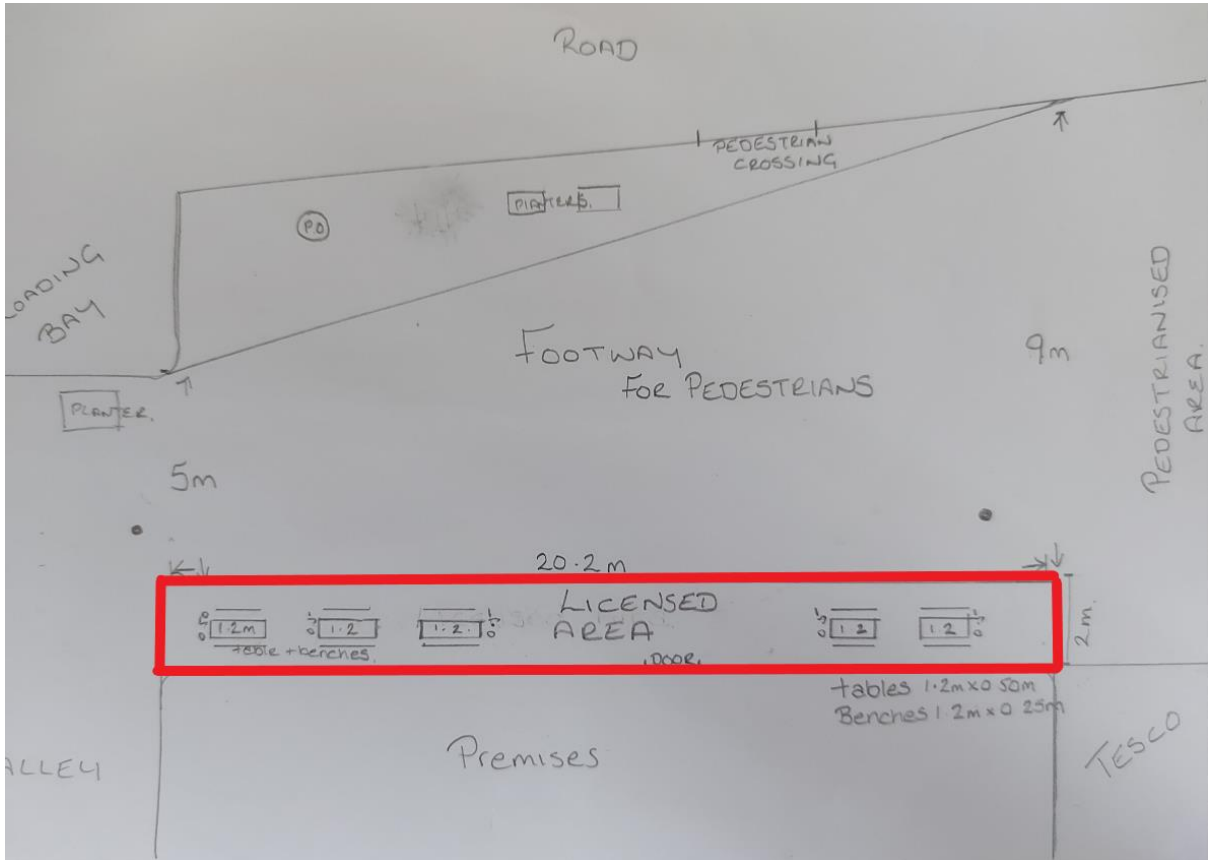 ROAD
PEDESTRIAN
CROSSING
PLANTERS.
P.O
LOADING
BAY
FOOTWAY
FOR PEDESTRIANS
9m
PEDESTRIANISED
AREA.
PLANTER.
5m
20.2m
LICENSED
AREA
1.2m
1.2
1.2.
1.2
1.2
2m.
table + benches.
.DOOR.
tables 1.2m x 0.50m
Benches 1.2m x 0.25m
Premises
ALLEY
TESCO